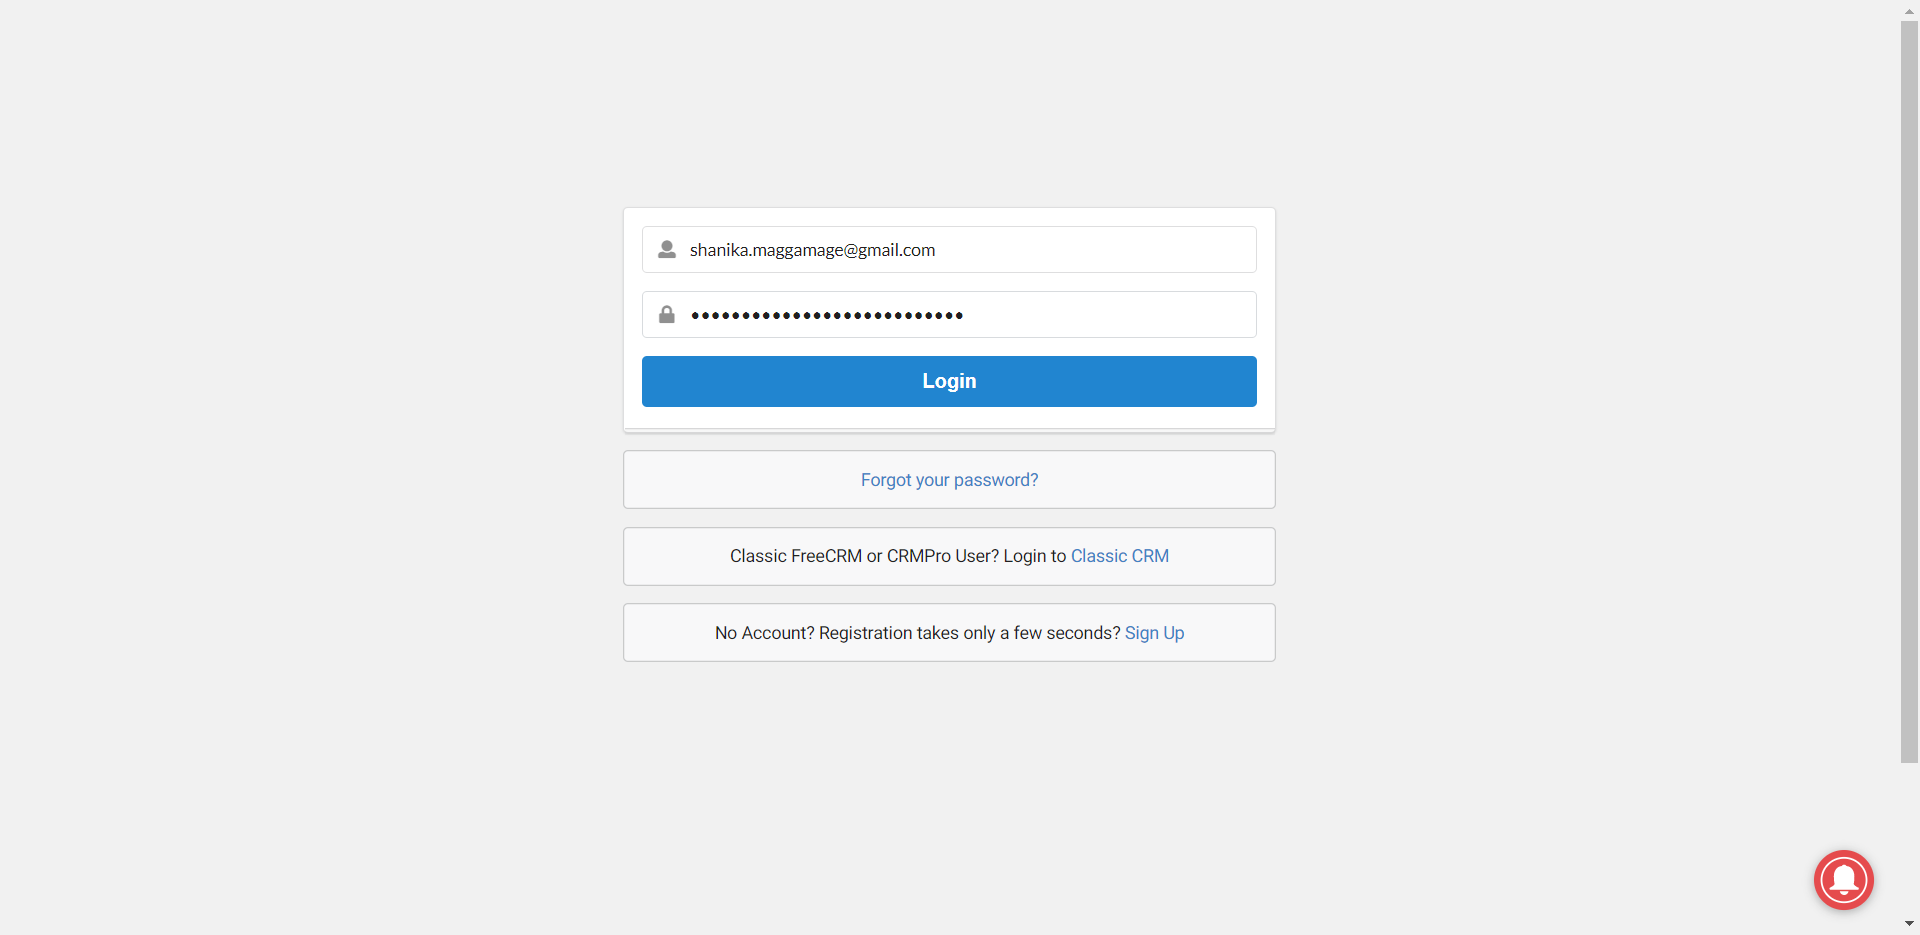 shanika.maggamage@gmail.com
Login
Forgot your password?
Classic FreeCRM or CRMPro User? Login to Classic CRM
No Account? Registration takes only a few seconds? Sign Up